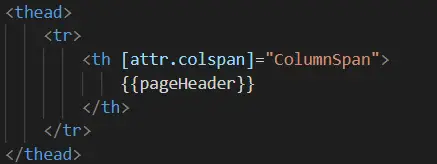 <thead>
<tr>
<th [attr.colspan]="ColumnSpan">
{{pageHeader}}
</th>
</tr>
</thead>